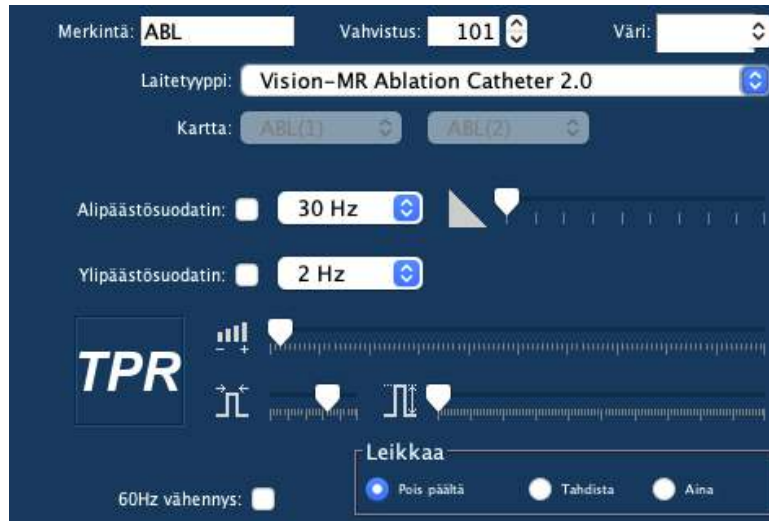 Merkintä: ABL Vahvistus: 101 Väri:
Laitetyyppi: Vision-MR Ablation Catheter 2.0
Kartta: ABL(1) ABL(2)
Alipäästösuodatin: 30 Hz
Ylipäästösuodatin: 2 Hz
- +
TPR
Leikkaa
60Hz vähennys: Pois päältä Tahdista Aina